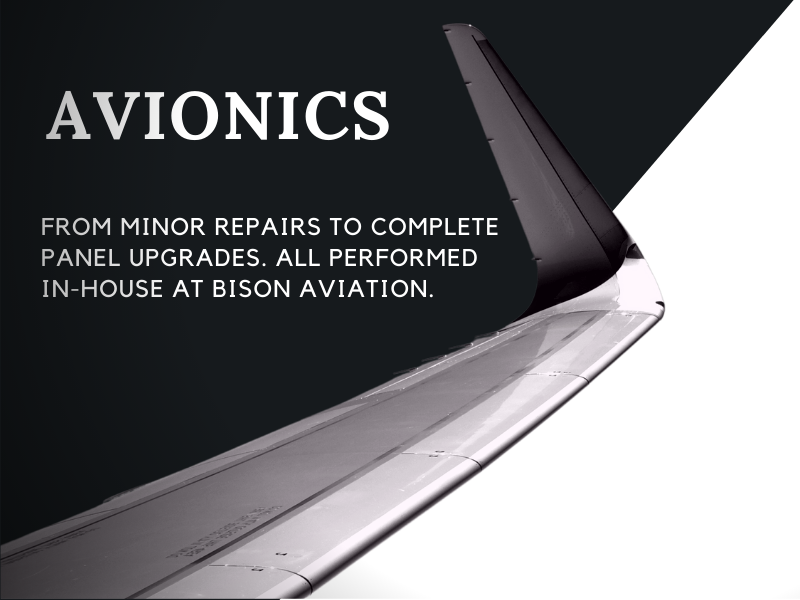 AVIONICS
FROM MINOR REPAIRS TO COMPLETE
PANEL UPGRADES. ALL PERFORMED
IN-HOUSE AT BISON AVIATION.